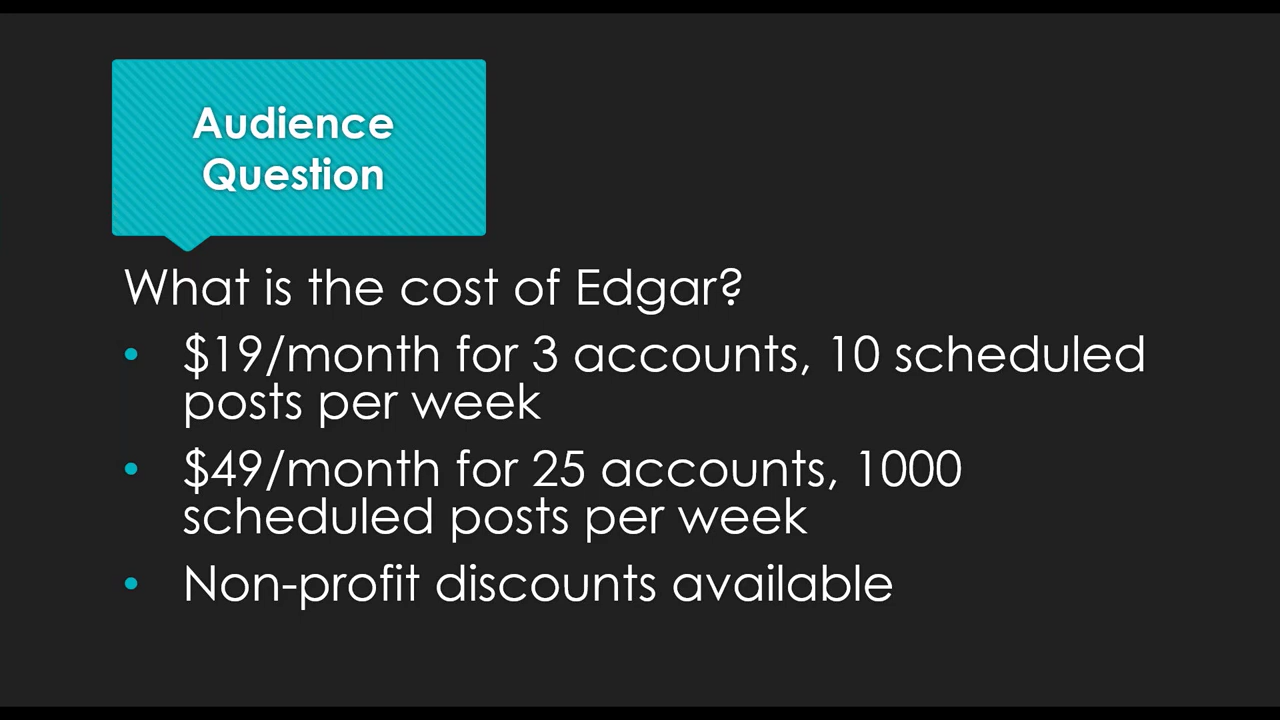 Audience
Question
What is the cost of Edgar?
• $19/month for 3 accounts, 10 scheduled
posts per week
• $49/month for 25 accounts, 1000
scheduled posts per week
• Non-profit discounts available